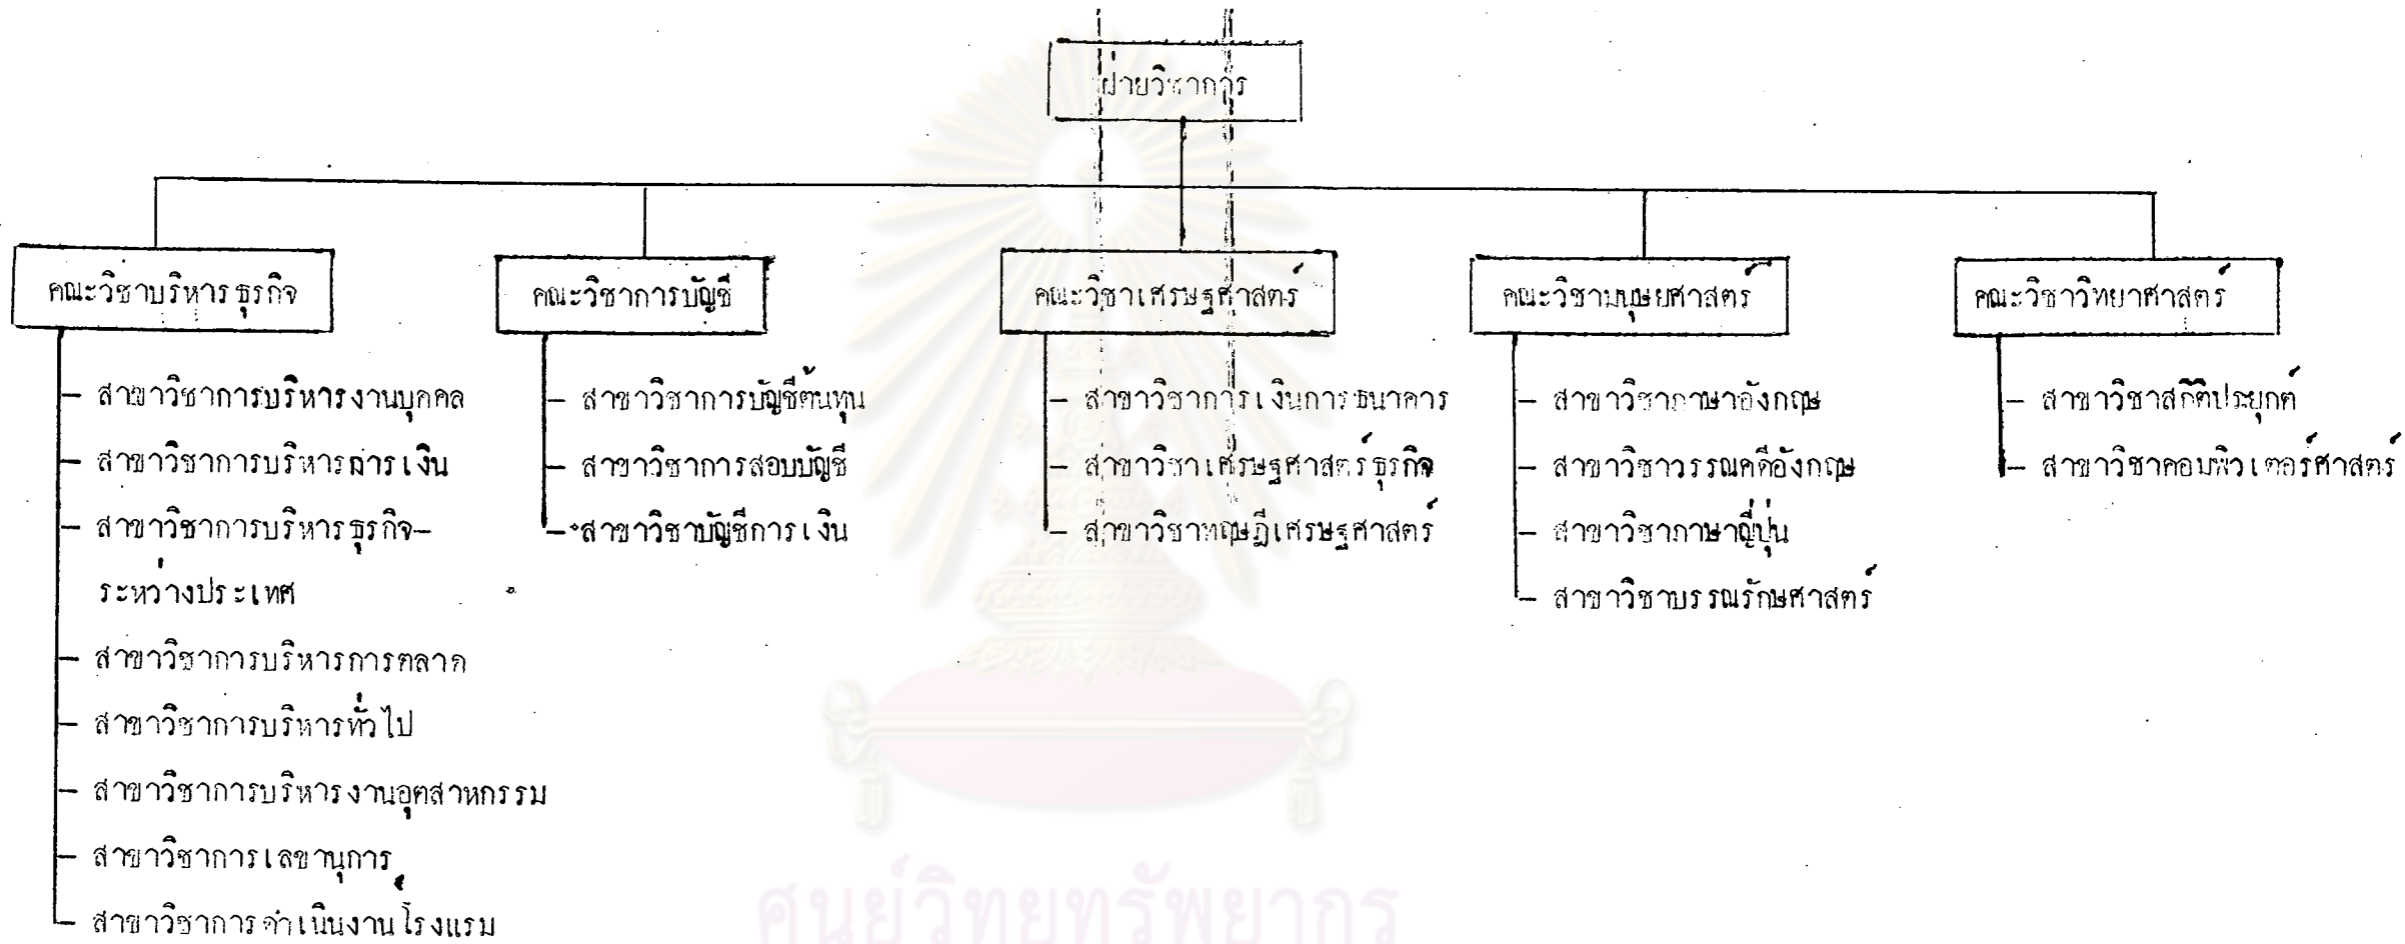 ฝ่ายวิชาการ
คณะวิชาบริหารธุรกิจ
- สาขาวิชาการบริหารงานบุคคล
- สาขาวิชาการบริหารการเงิน
- สาขาวิชาการบริหารธุรกิจ-
ระหว่างประเทศ
- สาขาวิชาการบริหารการตลาด
- สาขาวิชาการบริหารทั่วไป
- สาขาวิชาการบริหารงานอุตสาหกรรม
- สาขาวิชาการเลขานุการ
- สาขาวิชาการดำเนินงานโรงแรม
คณะวิชาการบัญชี
- สาขาวิชาการบัญชีต้นทุน
- สาขาวิชาการสอบบัญชี
- สาขาวิชาบัญชีการเงิน
คณะวิชาเศรษฐศาสตร์
- สาขาวิชาการเงินการธนาคาร
- สาขาวิชาเศรษฐศาสตร์ธุรกิจ
- สาขาวิชาทฤษฎีเศรษฐศาสตร์
คณะวิชามนุษยศาสตร์
- สาขาวิชาภาษาอังกฤษ
- สาขาวิชาวรรณคดีอังกฤษ
- สาขาวิชาภาษาญี่ปุ่น
- สาขาวิชาบรรณรักษศาสตร์
คณะวิชาวิทยาศาสตร์
- สาขาวิชาสถิติประยุกต์
- สาขาวิชาคอมพิวเตอร์ศาสตร์
ศูนย์วิทยทรัพยากร